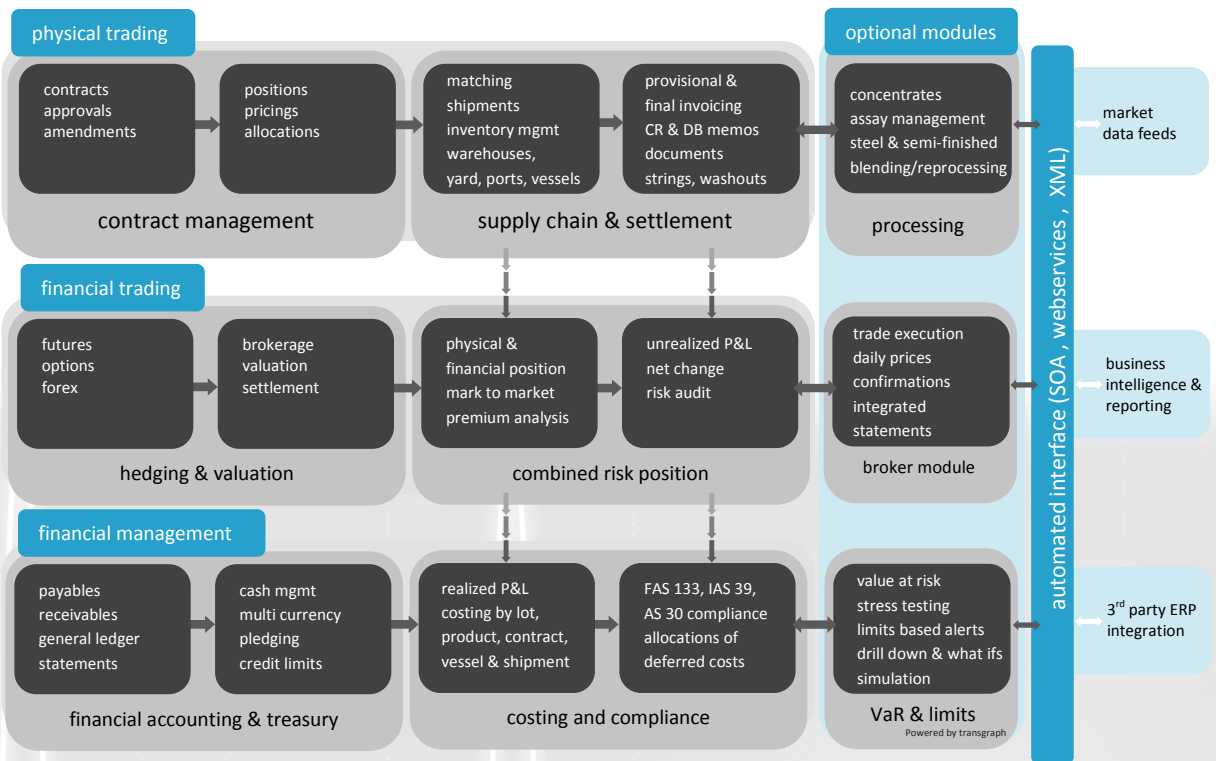 physical trading
optional modules
contracts
approvals
amendments
positions
pricings
allocations
matching
shipments
inventory mgmt
warehouses,
yard, ports, vessels
provisional &
final invoicing
CR & DB memos
documents
strings, washouts
concentrates
assay management
steel & semi-finished
blending/reprocessing
contract management
supply chain & settlement
processing
market
data feeds
automated interface (SOA , webservices , XML)
financial trading
futures
options
forex
brokerage
valuation
settlement
physical &
financial position
mark to market
premium analysis
unrealized P&L
net change
risk audit
trade execution
daily prices
confirmations
integrated
statements
hedging & valuation
combined risk position
broker module
business
intelligence &
reporting
financial management
payables
receivables
general ledger
statements
cash mgmt
multi currency
pledging
credit limits
realized P&L
costing by lot,
product, contract,
vessel & shipment
FAS 133, IAS 39,
AS 30 compliance
allocations of
deferred costs
value at risk
stress testing
limits based alerts
drill down & what ifs
simulation
financial accounting & treasury
costing and compliance
VaR & limits
Powered by transgraph
3rd party ERP
integration